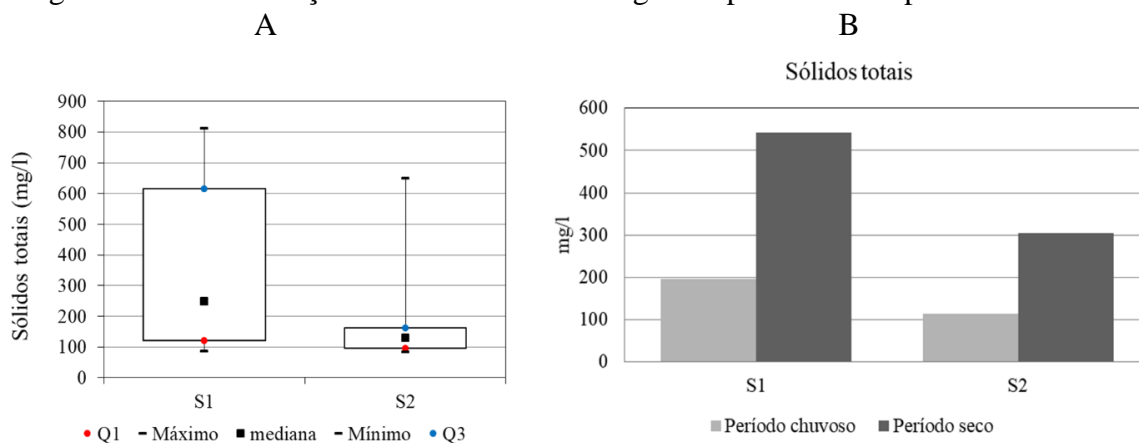 A
B
Sólidos totais
Sólidos totais (mg/l)
900
800
700
600
500
400
300
200
100
0
S1
S2
Q1
Máximo
mediana
Mínimo
Q3
mg/l
600
500
400
300
200
100
0
S1
S2
Período chuvoso
Período seco